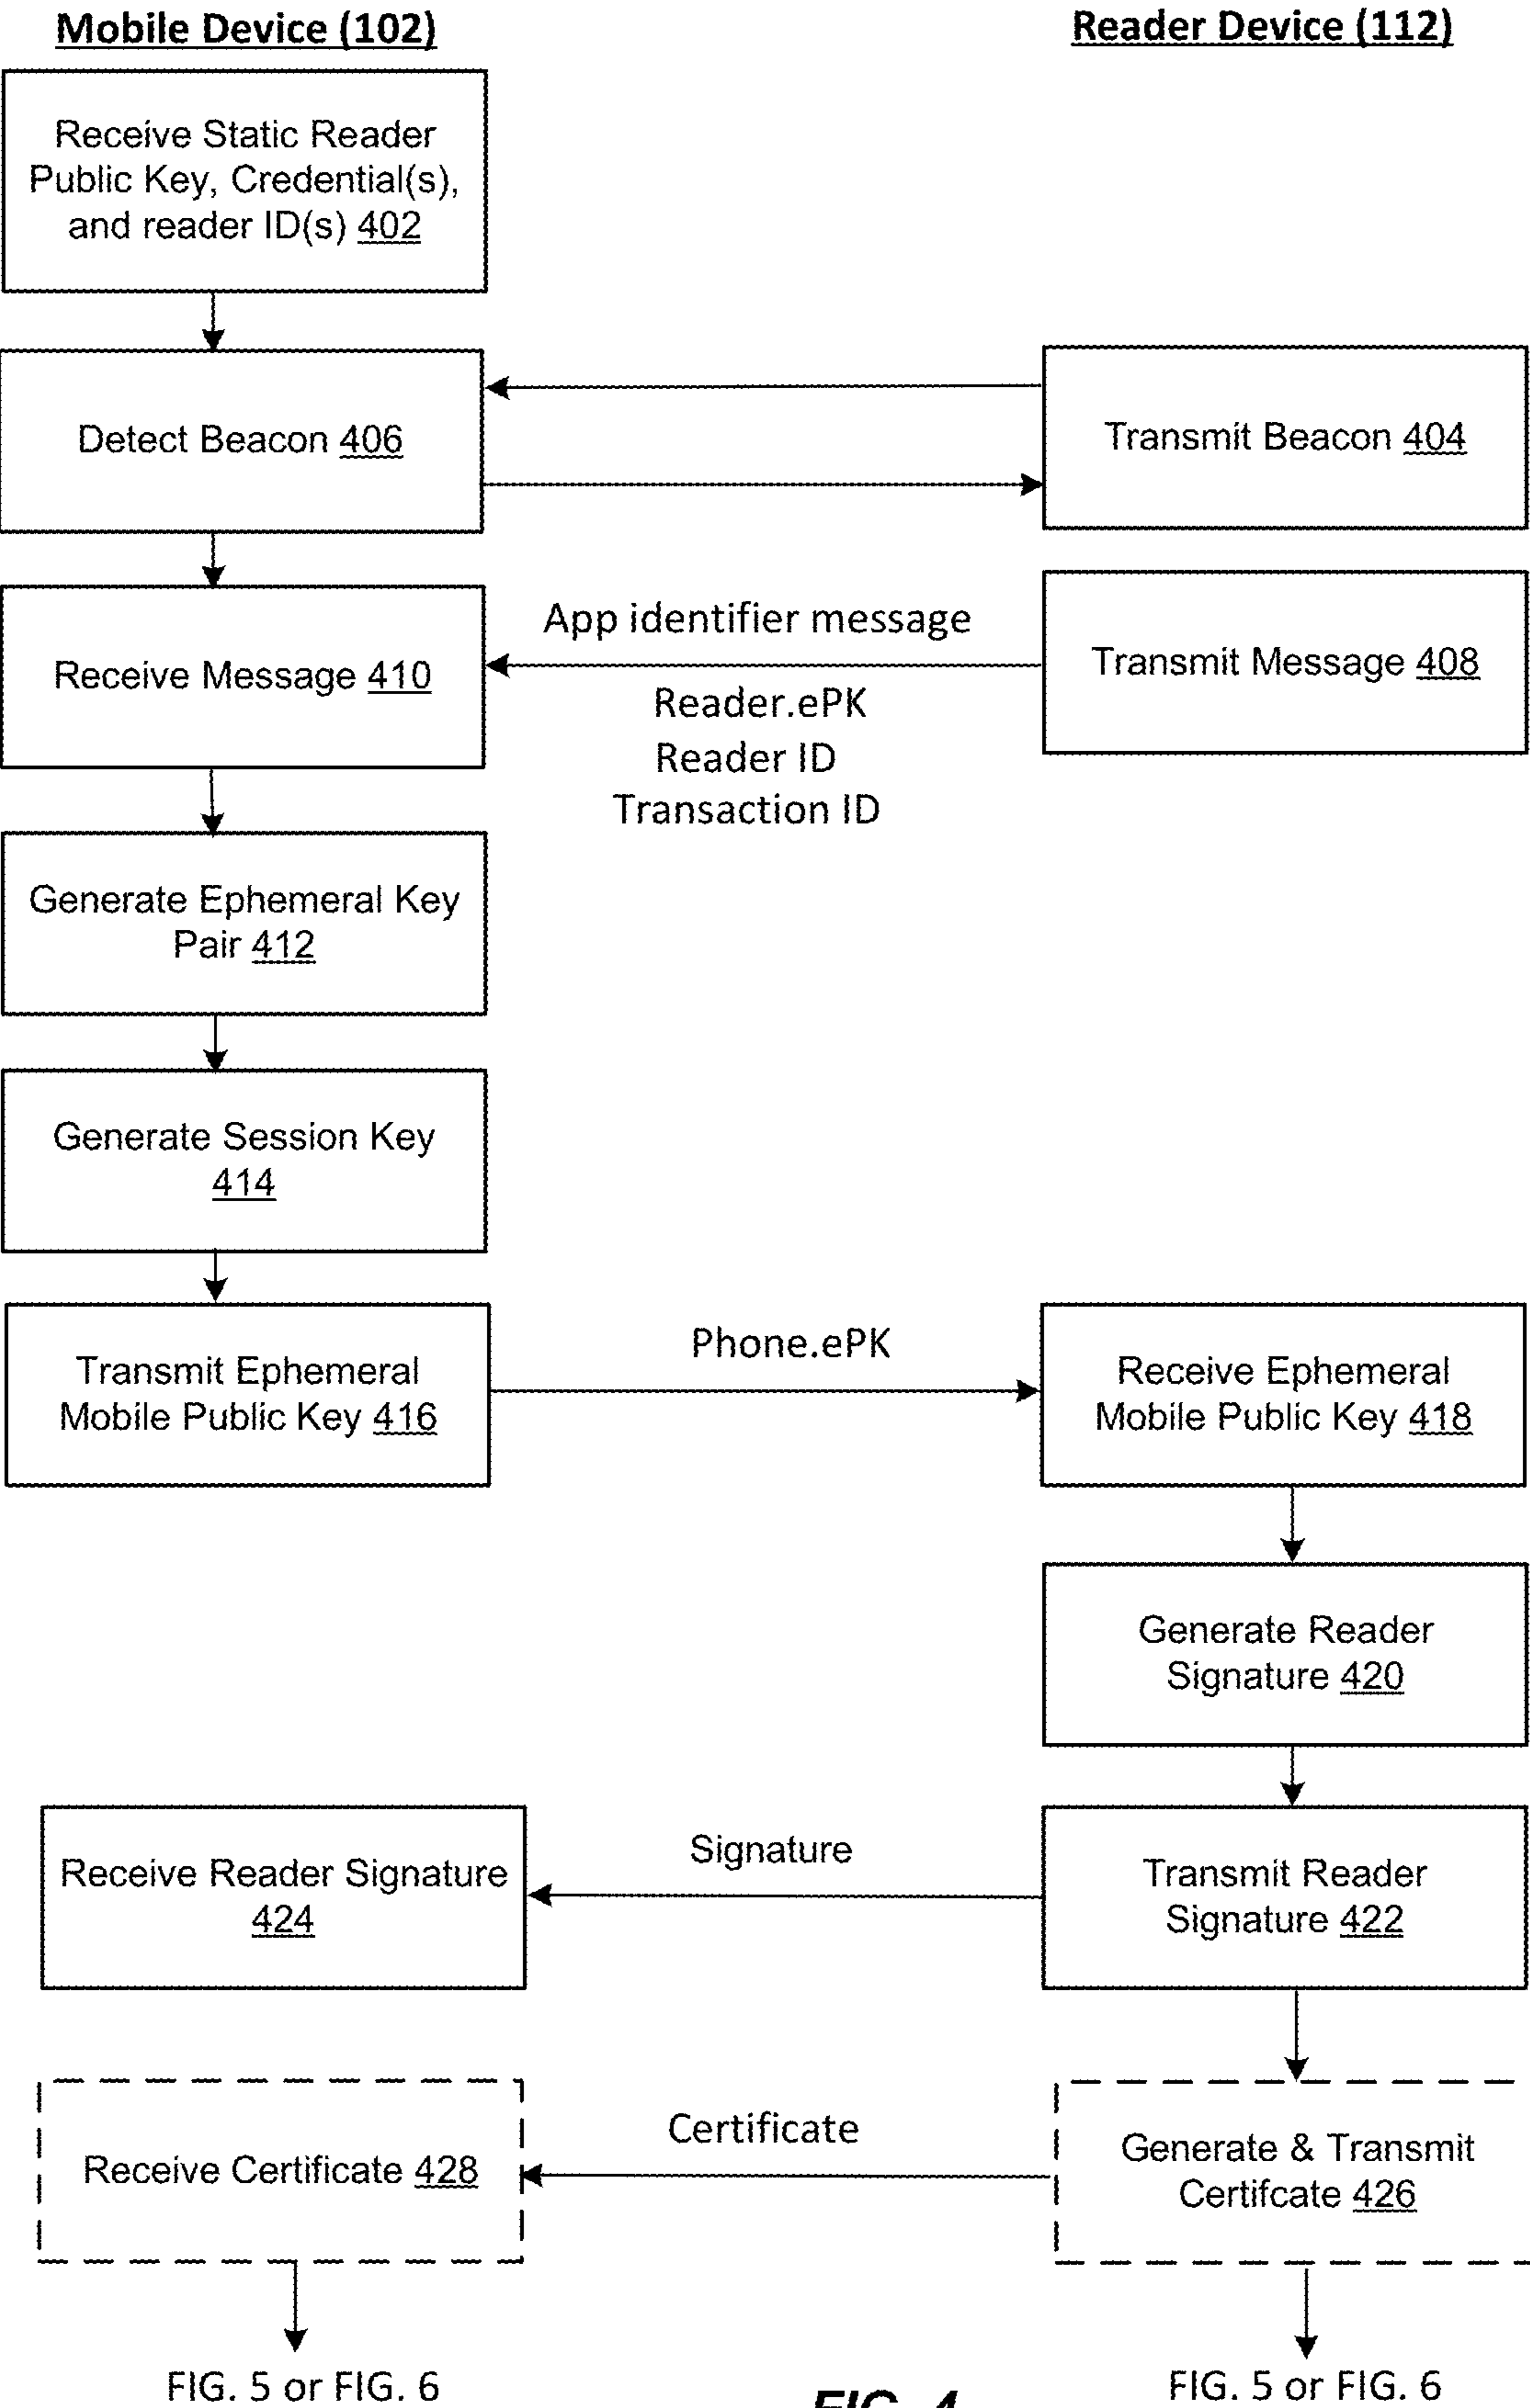 Mobile Device (102)
Reader Device (112)
Receive Static Reader
Public Key, Credential(s),
and reader ID(s) 402
Detect Beacon 406
Transmit Beacon 404
Receive Message 410
App identifier message
Reader.ePK
Reader ID
Transaction ID
Transmit Message 408
Generate Ephemeral Key
Pair 412
Generate Session Key
414
Transmit Ephemeral
Mobile Public Key 416
Phone.ePK
Receive Ephemeral
Mobile Public Key 418
Generate Reader
Signature 420
Receive Reader Signature
424
Signature
Transmit Reader
Signature 422
Receive Certificate 428
Certificate
Generate & Transmit
Certifcate 426
FIG. 5 or FIG. 6
FIG. 5 or FIG. 6
FIG. 4